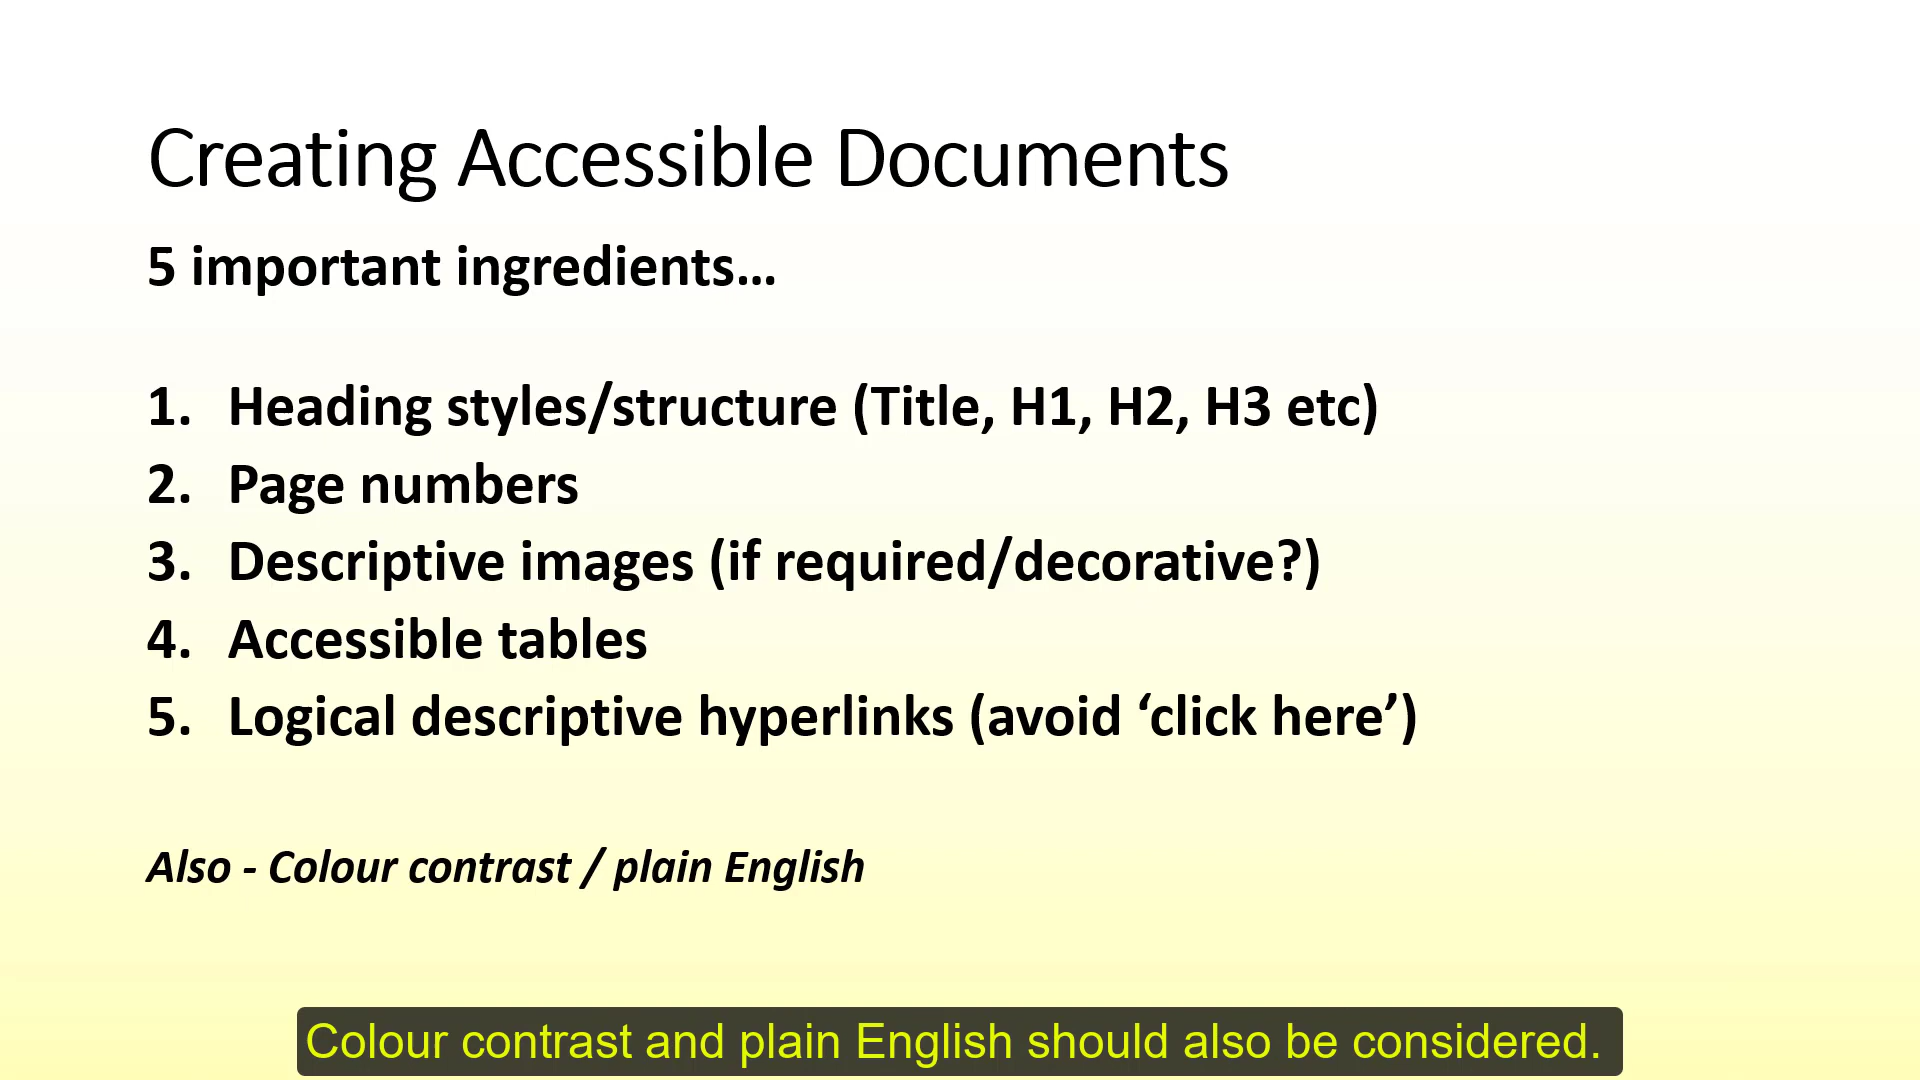 Creating Accessible Documents
5 important ingredients…
1. Heading styles/structure (Title, H1, H2, H3 etc)
2. Page numbers
3. Descriptive images (if required/decorative?)
4. Accessible tables
5. Logical descriptive hyperlinks (avoid ‘click here’)
Also - Colour contrast / plain English
Colour contrast and plain English should also be considered.